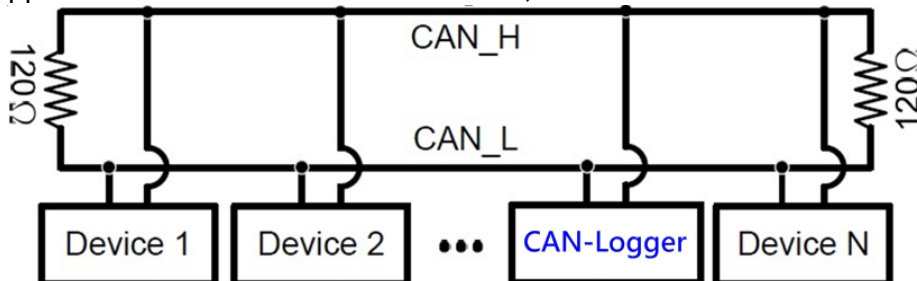 CAN_H
120Ω
120Ω
CAN_L
Device 1
Device 2
•••
CAN-Logger
Device N